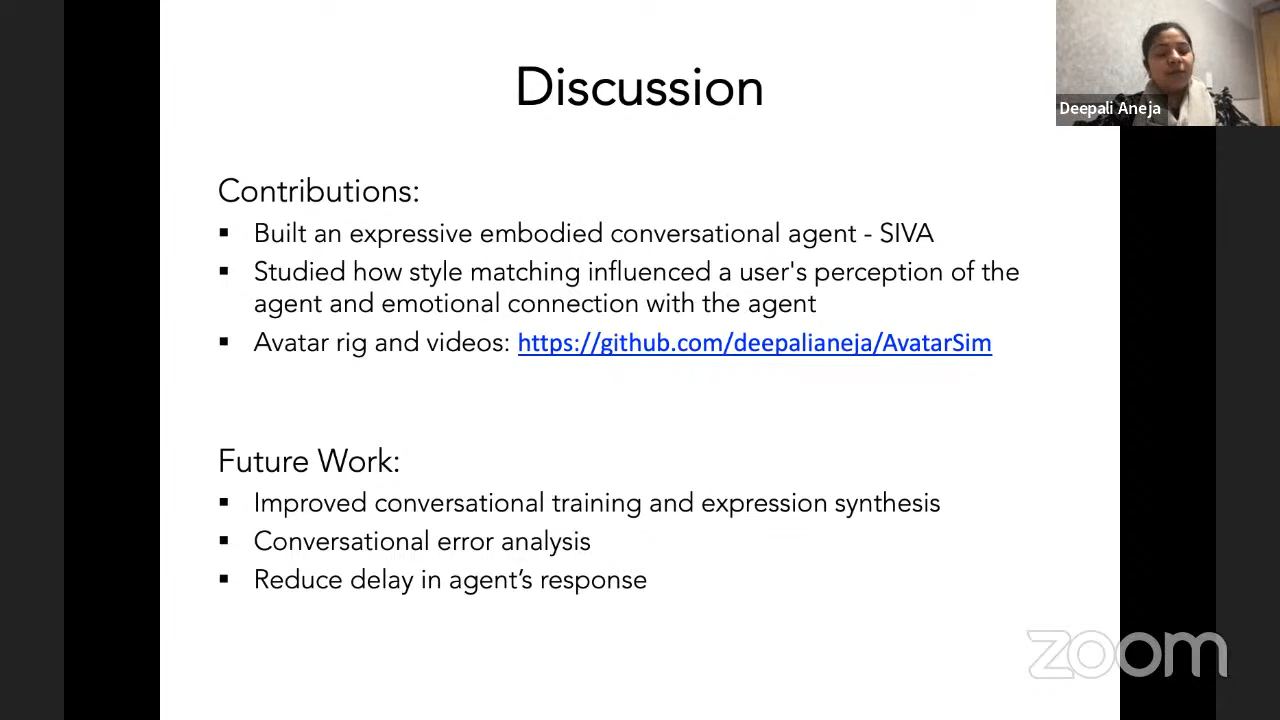 Discussion
Deepali Aneja
Contributions:
▪ Built an expressive embodied conversational agent - SIVA
▪ Studied how style matching influenced a user's perception of the
agent and emotional connection with the agent
▪ Avatar rig and videos: https://github.com/deepalianeja/AvatarSim
Future Work:
▪ Improved conversational training and expression synthesis
▪ Conversational error analysis
▪ Reduce delay in agent’s response
zoom